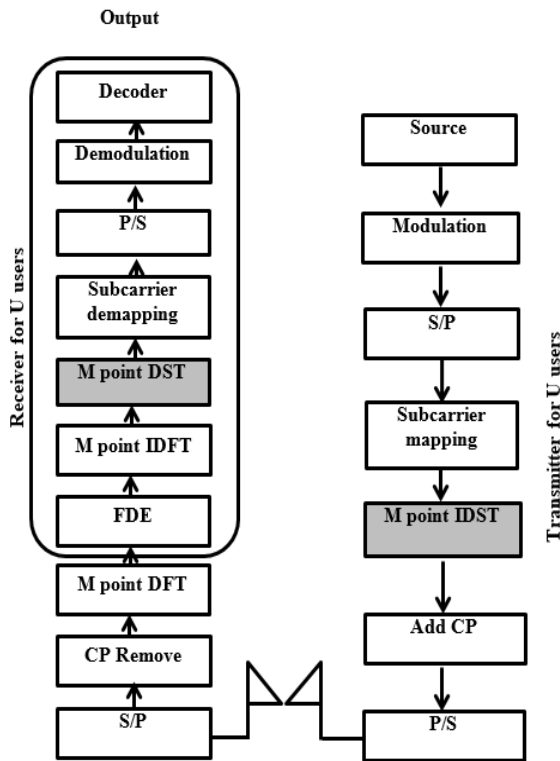 Output
Decoder
Demodulation
P/S
Subcarrier
demapping
M point DST
M point IDFT
FDE
M point DFT
CP Remove
S/P
Receiver for U users
Source
Modulation
S/P
Subcarrier
mapping
M point IDST
Add CP
P/S
Transmitter for U users